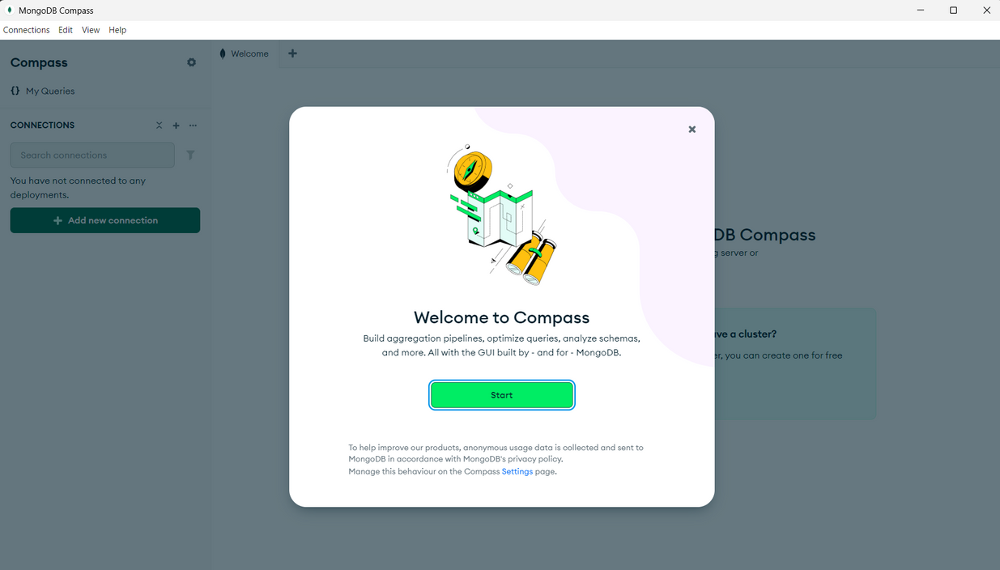 MongoDB Compass
Connections Edit View Help
Compass
My Queries
CONNECTIONS
Search connections
You have not connected to any
deployments.
Add new connection
Welcome
DB Compass
server or
a cluster?
you can create one for free
Welcome to Compass
Build aggregation pipelines, optimize queries, analyze schemas,
and more. All with the GUI built by - and for - MongoDB.
Start
To help improve our products, anonymous usage data is collected and sent to
MongoDB in accordance with MongoDB's privacy policy.
Manage this behaviour on the Compass Settings page.